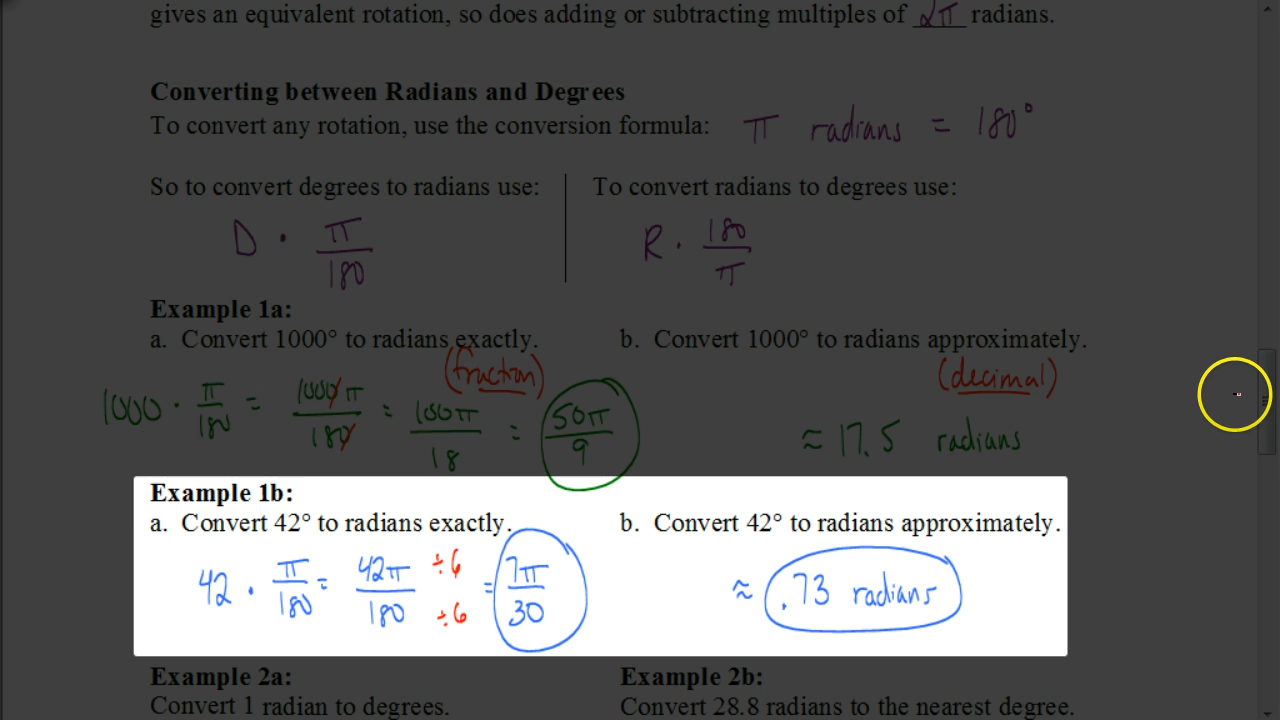 gives an equivalent rotation, so does adding or subtracting multiples of 2π radians.
Converting between Radians and Degrees
To convert any rotation, use the conversion formula: π radians = 180°
So to convert degrees to radians use:
D · π/180
To convert radians to degrees use:
R · 180/π
Example 1a:
a. Convert 1000° to radians exactly.
(fraction)
1000 · π/180 = 1000π/180 = 100π/18 = 50π/9
b. Convert 1000° to radians approximately.
(decimal)
≈ 17.5 radians
Example 1b:
a. Convert 42° to radians exactly.
42 · π/180 = 42π/180 ÷6/÷6 = 7π/30
b. Convert 42° to radians approximately.
≈ .73 radians
Example 2a:
Convert 1 radian to degrees.
Example 2b:
Convert 28.8 radians to the nearest degree.